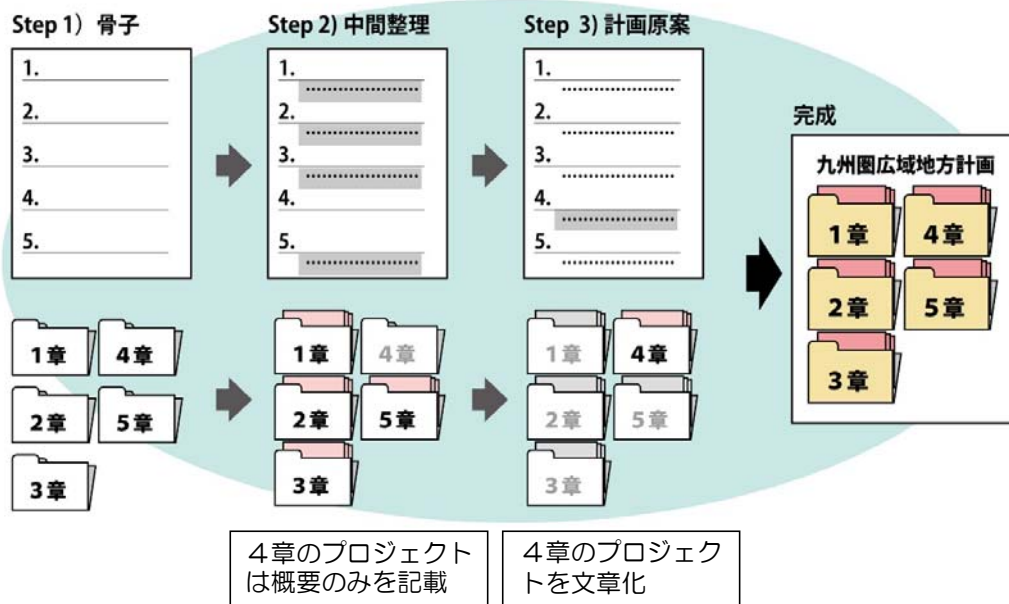 Step 1) 骨子
1.
2.
3.
4.
5.
1章
4章
2章
5章
3章
Step 2) 中間整理
1.
2.
3.
4.
5.
1章
4章
2章
5章
3章
4章のプロジェクト
は概要のみを記載
Step 3) 計画原案
1.
2.
3.
4.
5.
1章
4章
2章
5章
3章
4章のプロジェク
トを文章化
完成
九州圏広域地方計画
1章
4章
2章
5章
3章